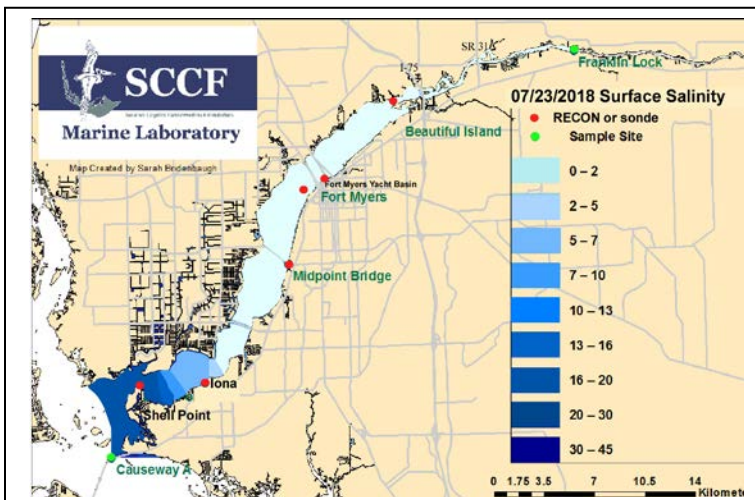 SCCF
Marine Laboratory
Map Created by Sarah Bridenbaugh
I-75
SR 31
Franklin Lock
Beautiful Island
07/23/2018 Surface Salinity
RECON or sonde
Sample Site
0 – 2
2 – 5
5 – 7
7 – 10
10 – 13
13 – 16
16 – 20
20 – 30
30 – 45
Fort Myers Yacht Basin
Fort Myers
Midpoint Bridge
Iona
Shell Point
Causeway A
0 1.75 3.5 7 10.5 14
Kilomete